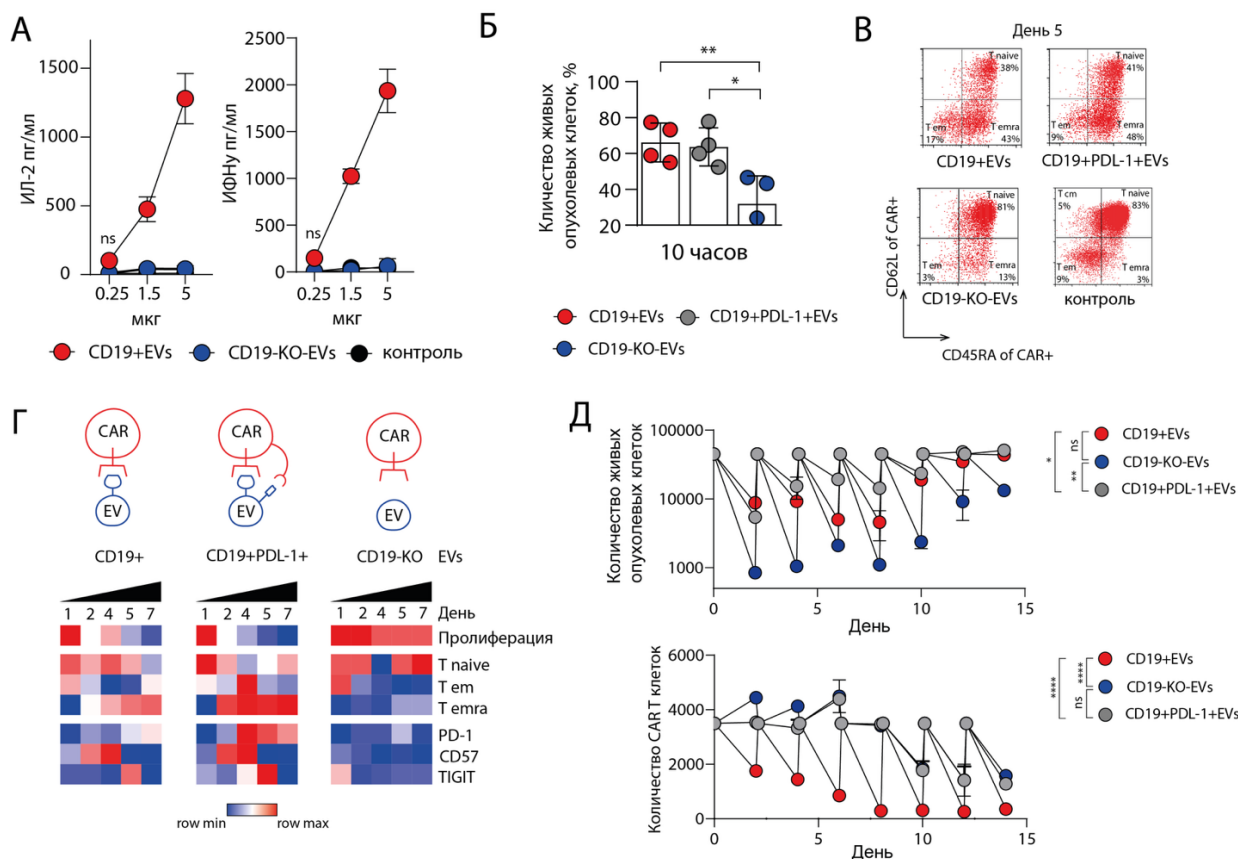 А
ИЛ-2 пг/мл
1500
1000
500
0
ns
0.25 1.5 5
мкг
ИФНγ пг/мл
2500
2000
1500
1000
500
0
ns
0.25 1.5 5
мкг
CD19+EVs CD19-KO-EVs контроль
Б
Кличество живых
опухолевых клеток, %
100
80
60
40
20
**
*
10 часов
CD19+EVs CD19+PDL-1+EVs
CD19-KO-EVs
В
День 5
T naive
38%
T em
17%
T emra
43%
CD19+EVs
T naive
41%
T em
9%
T emra
48%
CD19+PDL-1+EVs
T naive
81%
T em
3%
T emra
13%
CD19-KO-EVs
T cm
5%
T naive
83%
T em
9%
T emra
3%
контроль
CD62L of CAR+
CD45RA of CAR+
Г
CAR CAR CAR
EV EV EV
CD19+ CD19+PDL-1+ CD19-KO EVs
1 2 4 5 7 1 2 4 5 7 1 2 4 5 7 День
Пролиферация
T naive
T em
T emra
PD-1
CD57
TIGIT
row min row max
Д
Количество живых
опухолевых клеток
100000
10000
1000
0 5 10 15
День
* ns **
CD19+EVs
CD19-KO-EVs
CD19+PDL-1+EVs
Количество CAR T клеток
6000
4000
2000
0
0 5 10 15
День
**** **** ns
CD19+EVs
CD19-KO-EVs
CD19+PDL-1+EVs